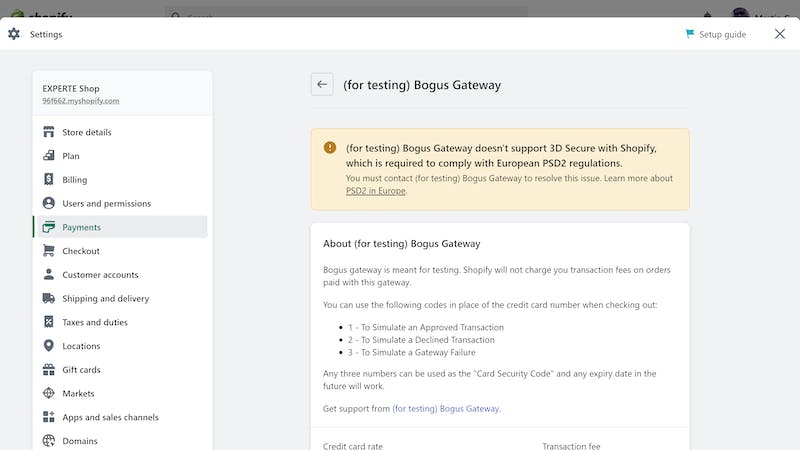 shopify
Search
Settings
Setup guide
EXPERTE Shop
96f662.myshopify.com
Store details
Plan
Billing
Users and permissions
Payments
Checkout
Customer accounts
Shipping and delivery
Taxes and duties
Locations
Gift cards
Markets
Apps and sales channels
Domains
(for testing) Bogus Gateway
(for testing) Bogus Gateway doesn't support 3D Secure with Shopify,
which is required to comply with European PSD2 regulations.
You must contact (for testing) Bogus Gateway to resolve this issue. Learn more about
PSD2 in Europe.
About (for testing) Bogus Gateway
Bogus gateway is meant for testing. Shopify will not charge you transaction fees on orders
paid with this gateway.
You can use the following codes in place of the credit card number when checking out:
• 1 - To Simulate an Approved Transaction
• 2 - To Simulate a Declined Transaction
• 3 - To Simulate a Gateway Failure
Any three numbers can be used as the "Card Security Code" and any expiry date in the
future will work.
Get support from (for testing) Bogus Gateway.
Credit card rate
Transaction fee